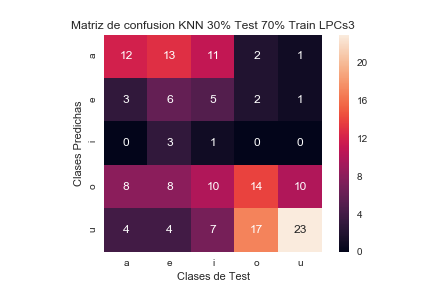 Matriz de confusion KNN 30% Test 70% Train LPCs3
a 12 13 11 2 1
e 3 6 5 2 1
i 0 3 1 0 0
o 8 8 10 14 10
u 4 4 7 17 23
a e i o u
Clases de Test
Clases Predichas
20
16
12
8
4
0